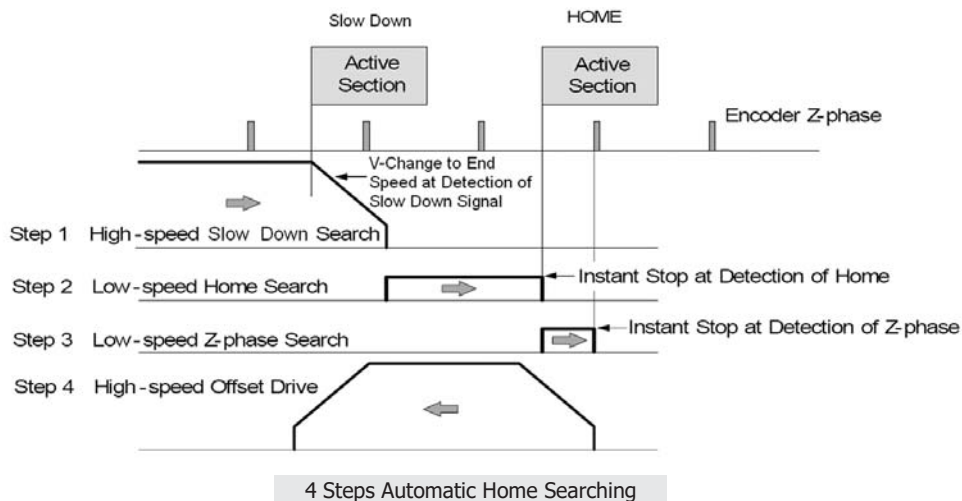 Slow Down
HOME
Active
Section
Active
Section
Encoder Z-phase
V-Change to End
Speed at Detection of
Slow Down Signal
Step 1 High-speed Slow Down Search
Step 2 Low-speed Home Search
Instant Stop at Detection of Home
Step 3 Low-speed Z-phase Search
Instant Stop at Detection of Z-phase
Step 4 High-speed Offset Drive
4 Steps Automatic Home Searching